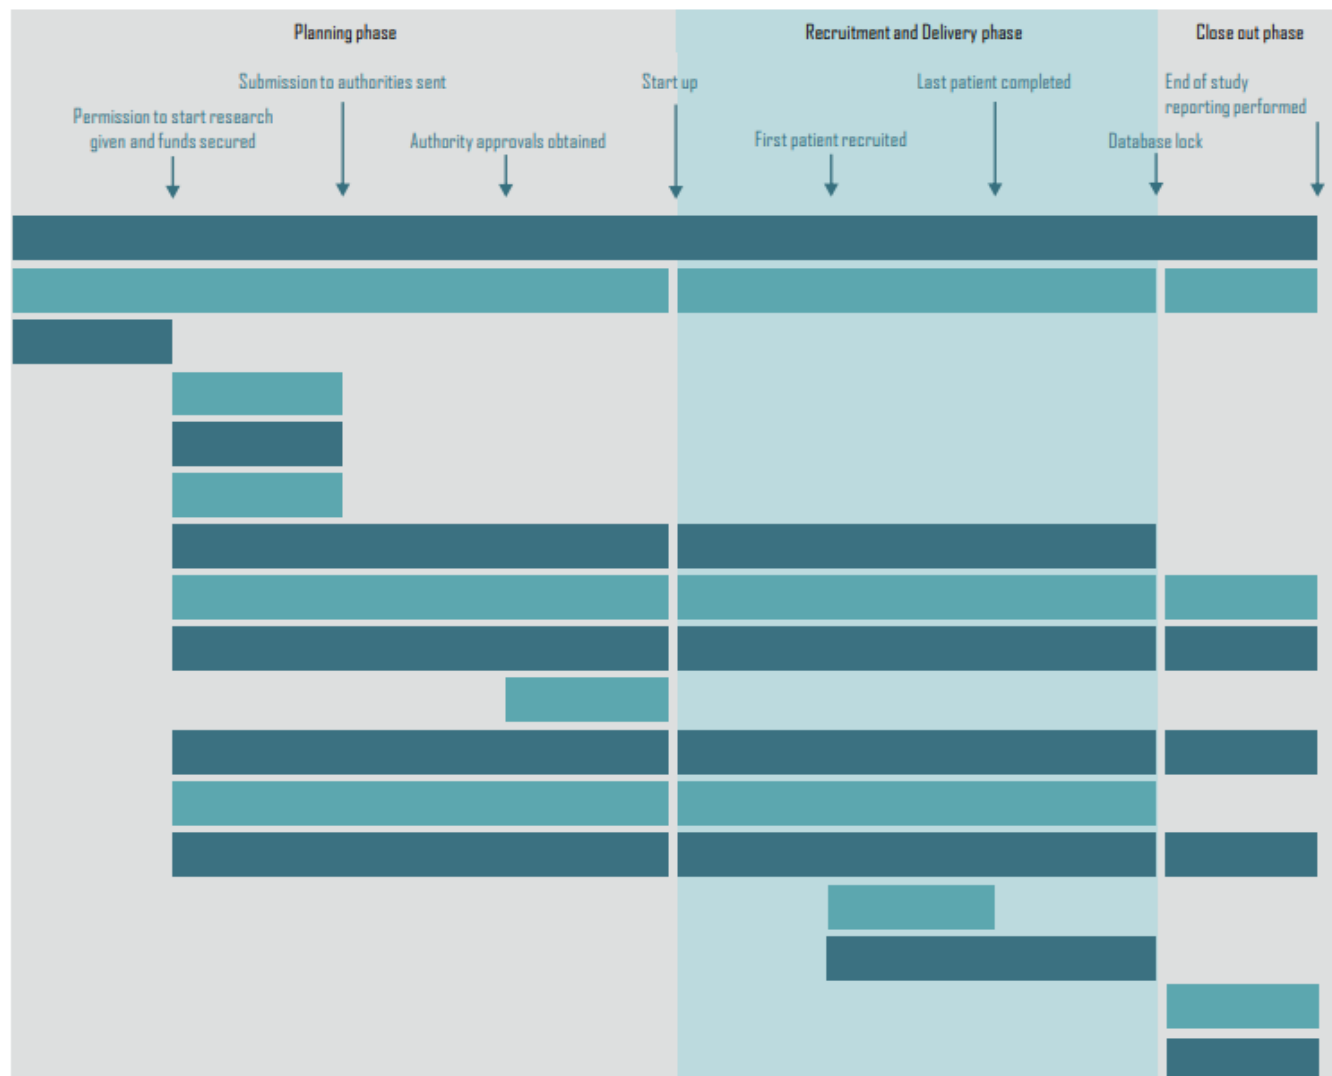 Planning phase
Recruitment and Delivery phase
Close out phase
Submission to authorities sent
Start up
Last patient completed
End of study
reporting performed
Permission to start research
given and funds secured
Authority approvals obtained
First patient recruited
Database lock